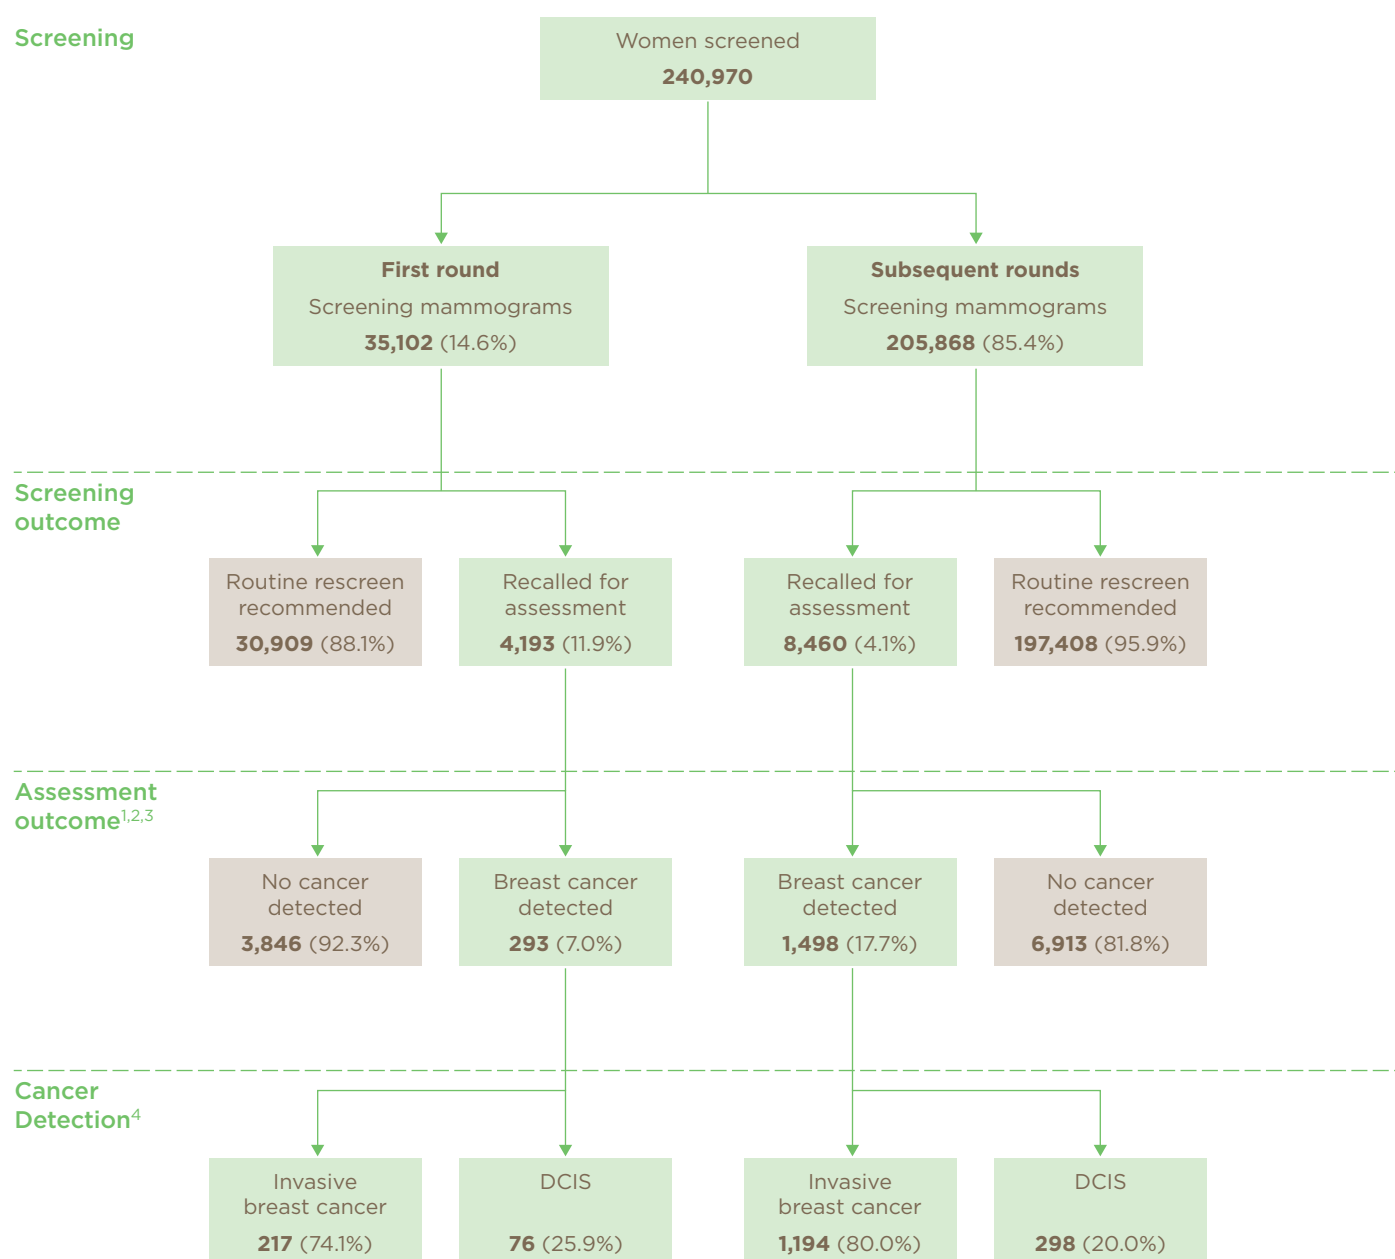 Screening
Women screened
240,970
First round
Screening mammograms
35,102 (14.6%)
Subsequent rounds
Screening mammograms
205,868 (85.4%)
Screening
outcome
Routine rescreen
recommended
30,909 (88.1%)
Recalled for
assessment
4,193 (11.9%)
Recalled for
assessment
8,460 (4.1%)
Routine rescreen
recommended
197,408 (95.9%)
Assessment
outcome1,2,3
No cancer
detected
3,846 (92.3%)
Breast cancer
detected
293 (7.0%)
Breast cancer
detected
1,498 (17.7%)
No cancer
detected
6,913 (81.8%)
Cancer
Detection4
Invasive
breast cancer
217 (74.1%)
DCIS
76 (25.9%)
Invasive
breast cancer
1,194 (80.0%)
DCIS
298 (20.0%)